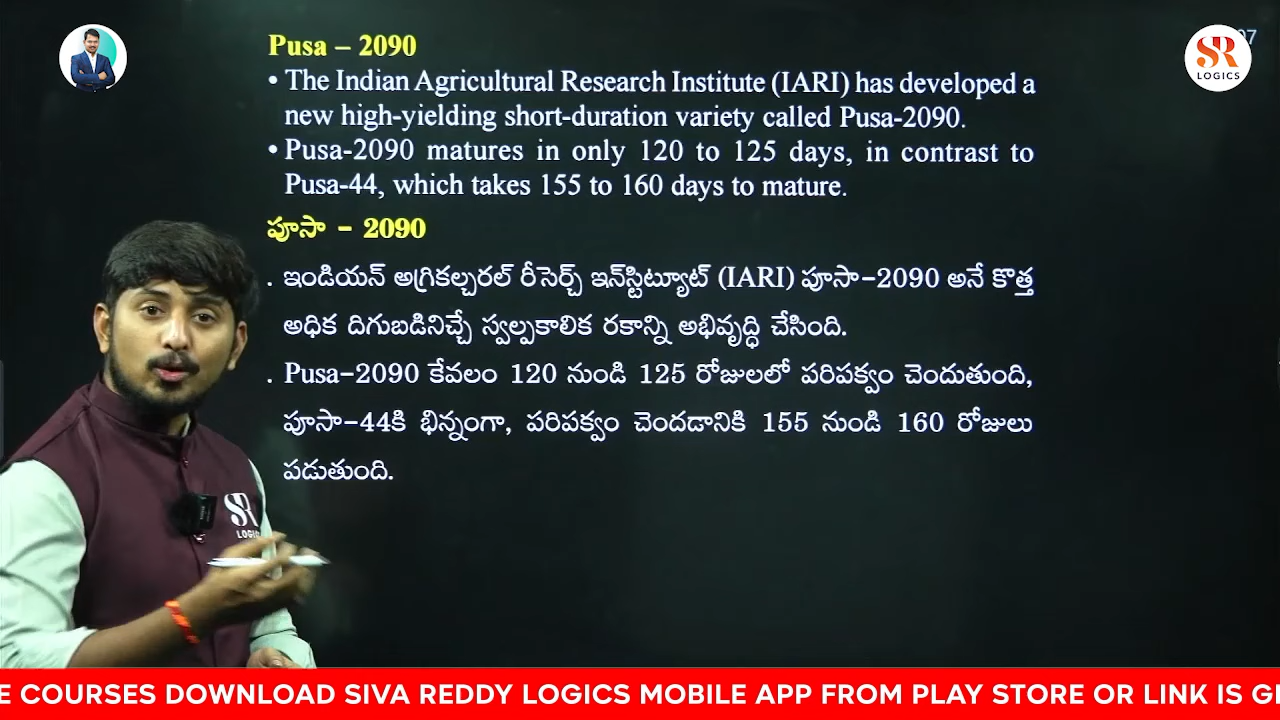 Pusa – 2090
• The Indian Agricultural Research Institute (IARI) has developed a
new high-yielding short-duration variety called Pusa-2090.
• Pusa-2090 matures in only 120 to 125 days, in contrast to
Pusa-44, which takes 155 to 160 days to mature.
పూసా – 2090
. ఇండియన్ అగ్రికల్చరల్ రీసెర్చ్ ఇన్‌స్టిట్యూట్ (IARI) పూసా-2090 అనే కొత్త
అధిక దిగుబడినిచ్చే స్వల్పకాలిక రకాన్ని అభివృద్ధి చేసింది.
. Pusa-2090 కేవలం 120 నుండి 125 రోజులలో పరిపక్వం చెందుతుంది,
పూసా-44కి భిన్నంగా, పరిపక్వం చెందడానికి 155 నుండి 160 రోజులు
పడుతుంది.
SR
LOGICS
07
SR
E COURSES DOWNLOAD SIVA REDDY LOGICS MOBILE APP FROM PLAY STORE OR LINK IS GI